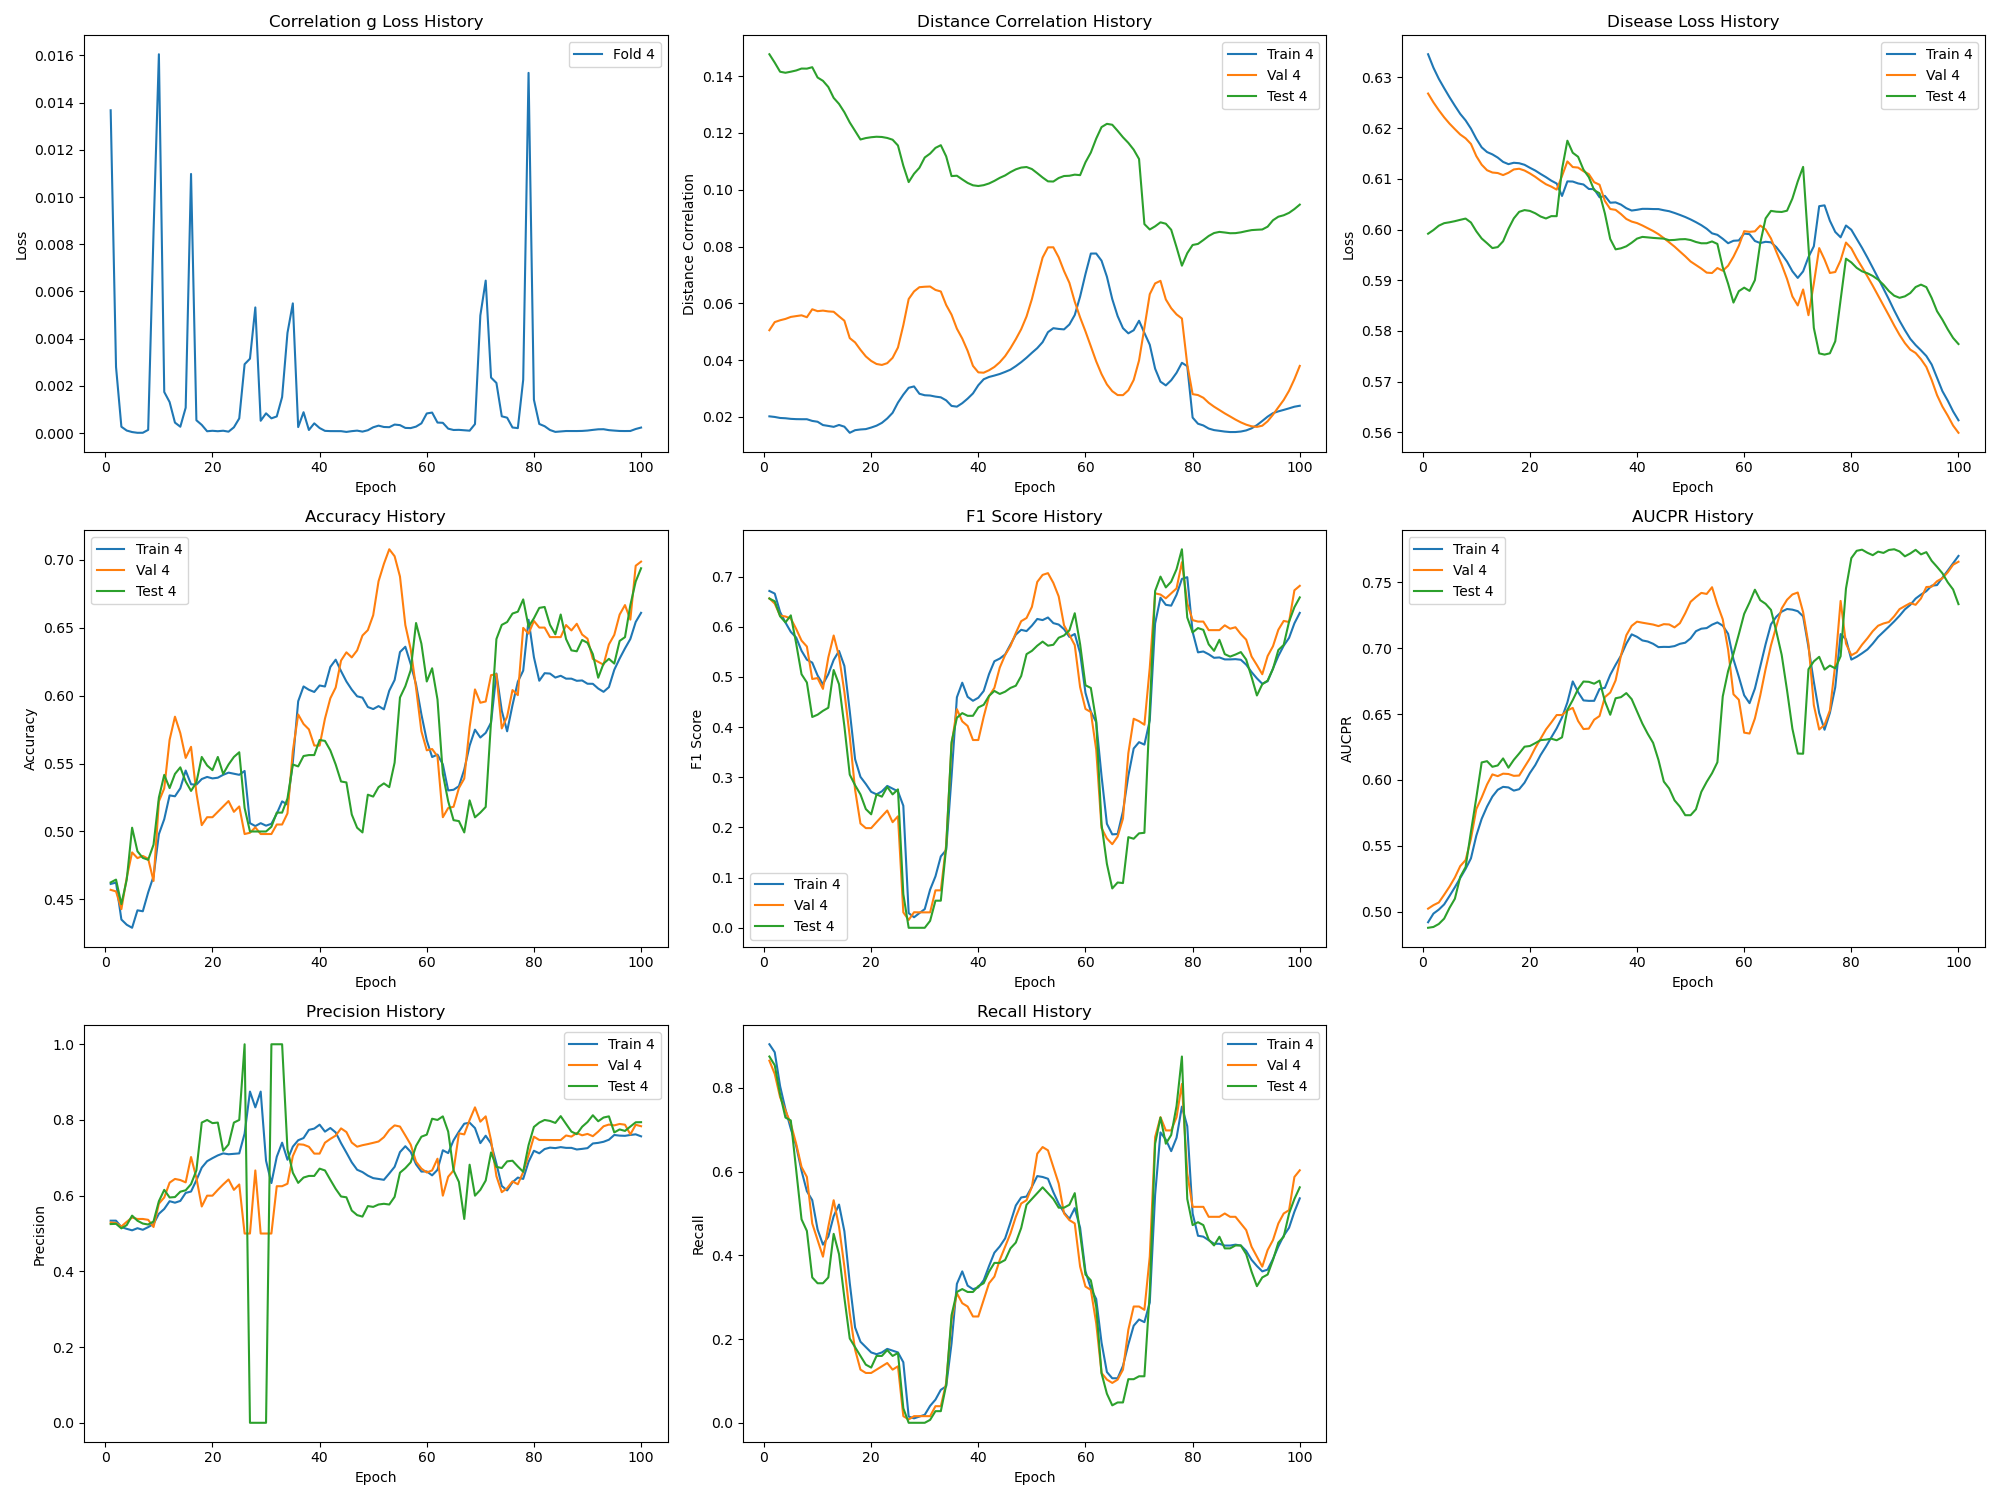 Correlation g Loss History
Loss
0.016
0.014
0.012
0.010
0.008
0.006
0.004
0.002
0.000
Fold 4
0 20 40 60 80 100
Epoch
Distance Correlation History
Distance Correlation
0.14
0.12
0.10
0.08
0.06
0.04
0.02
Train 4
Val 4
Test 4
0 20 40 60 80 100
Epoch
Disease Loss History
Loss
0.63
0.62
0.61
0.60
0.59
0.58
0.57
0.56
Train 4
Val 4
Test 4
0 20 40 60 80 100
Epoch
Accuracy History
Accuracy
0.70
0.65
0.60
0.55
0.50
0.45
Train 4
Val 4
Test 4
0 20 40 60 80 100
Epoch
F1 Score History
F1 Score
0.7
0.6
0.5
0.4
0.3
0.2
0.1
0.0
Train 4
Val 4
Test 4
0 20 40 60 80 100
Epoch
AUCPR History
AUCPR
0.75
0.70
0.65
0.60
0.55
0.50
Train 4
Val 4
Test 4
0 20 40 60 80 100
Epoch
Precision History
Precision
1.0
0.8
0.6
0.4
0.2
0.0
Train 4
Val 4
Test 4
0 20 40 60 80 100
Epoch
Recall History
Recall
0.8
0.6
0.4
0.2
0.0
Train 4
Val 4
Test 4
0 20 40 60 80 100
Epoch